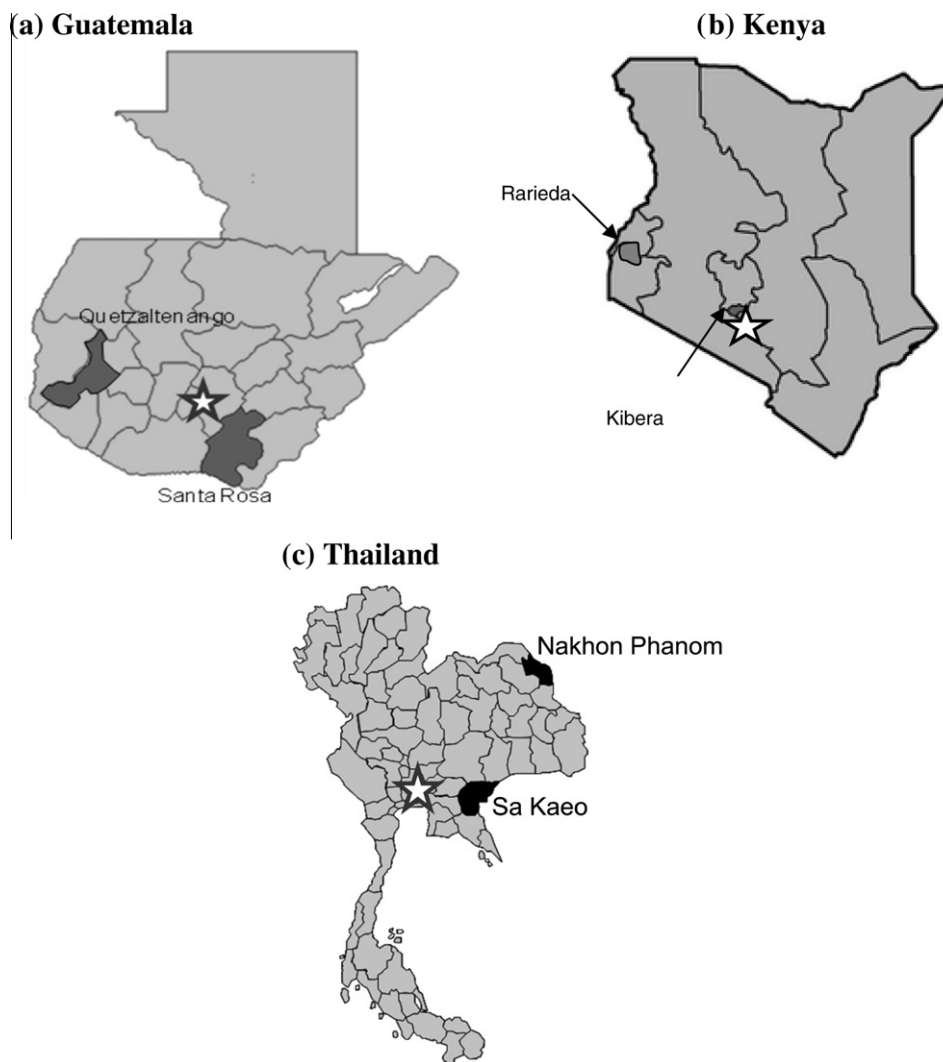 (a) Guatemala
(b) Kenya
Quetzaltenango
Santa Rosa
Rarieda
Kibera
(c) Thailand
Nakhon Phanom
Sa Kaeo